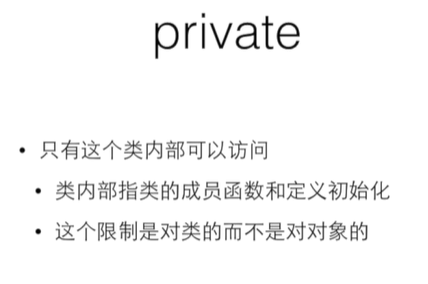 private
• 只有这个类内部可以访问
• 类内部指类的成员函数和定义初始化
• 这个限制是对类的而不是对对象的